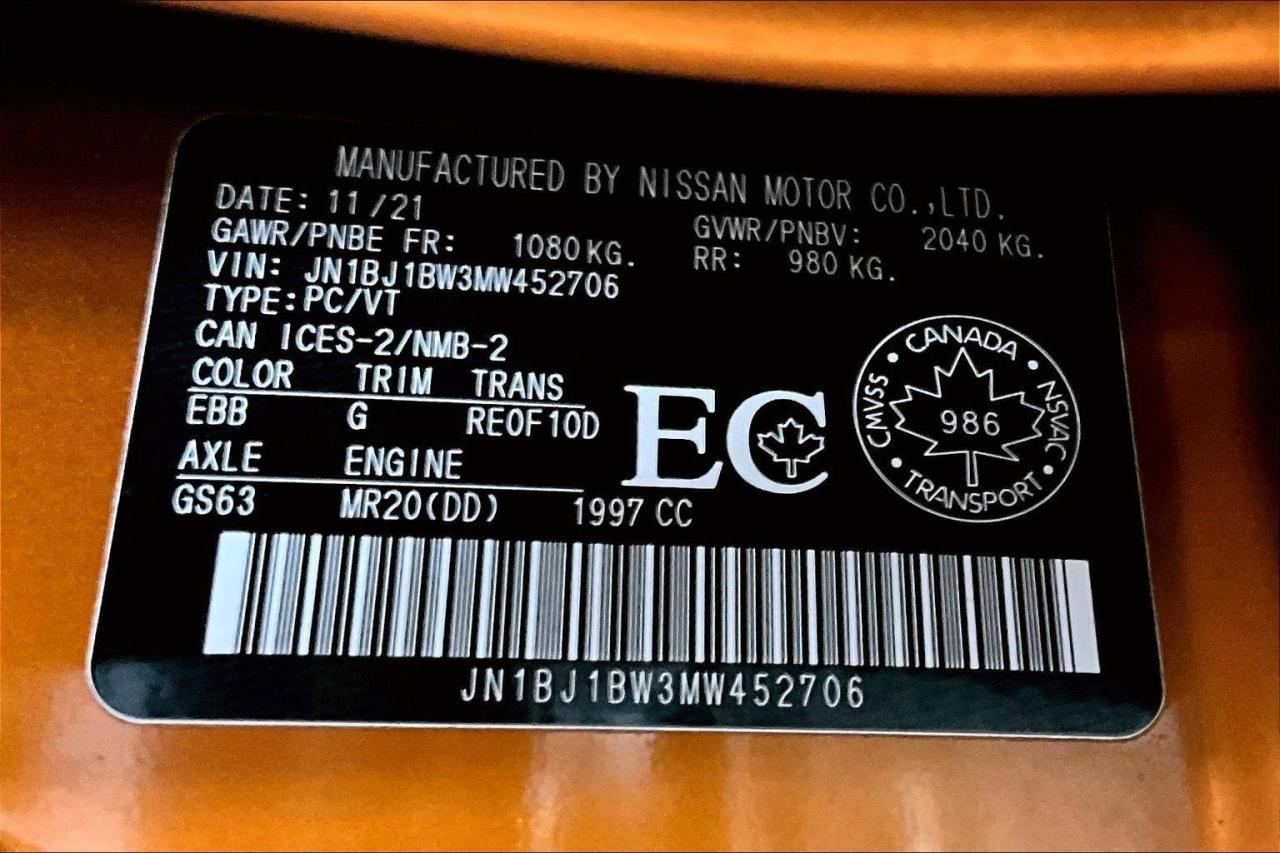 MANUFACTURED BY NISSAN MOTOR CO.,LTD.
DATE: 11/21 GVWR/PNBV: 2040 KG.
GAWR/PNBE FR: 1080 KG. RR: 980 KG.
VIN: JN1BJ1BW3MW452706
TYPE:PC/VT
CAN ICES-2/NMB-2
COLOR TRIM TRANS
EBB G RE0F10D
AXLE ENGINE
GS63 MR20(DD) 1997 CC
EC
CANADA
CMVSS 986 NSVAC
TRANSPORT
JN1BJ1BW3MW452706